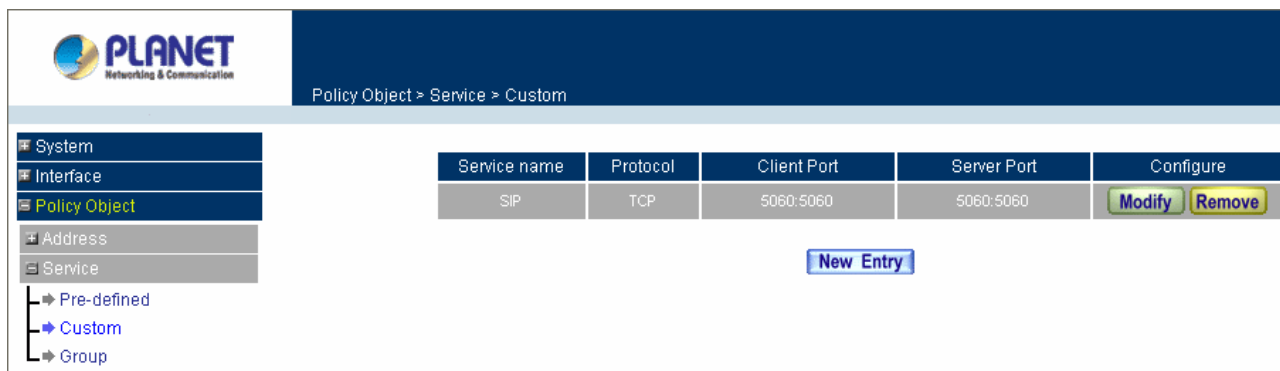 PLANET
Networking & Communication
Policy Object > Service > Custom
System
Interface
Policy Object
Address
Service
Pre-defined
Custom
Group
Service name Protocol Client Port Server Port Configure
SIP TCP 5060:5060 5060:5060 Modify Remove
New Entry